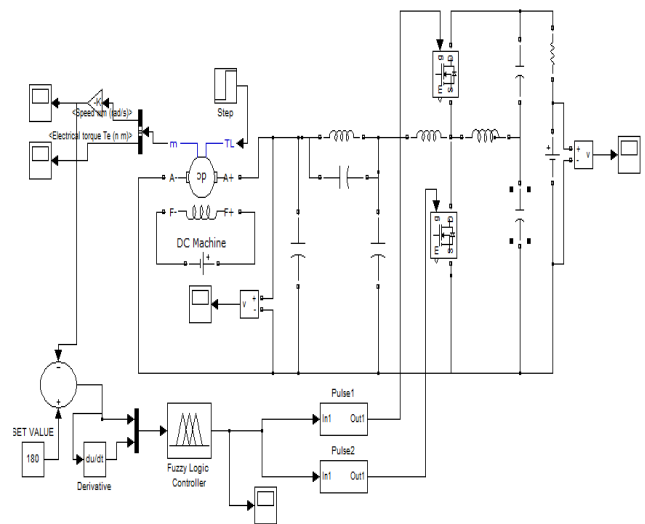 <Speed wm (rad/s)>
-K-
<Electrical torque Te (n m)>
Step
m
TL
A-
dc
A+
F-
F+
DC Machine
g
D
m
S
g
D
m
S
+
v
-
+
v
-
-
+
SET VALUE
180
du/dt
Derivative
Fuzzy Logic
Controller
Pulse1
In1
Out1
Pulse2
In1
Out1